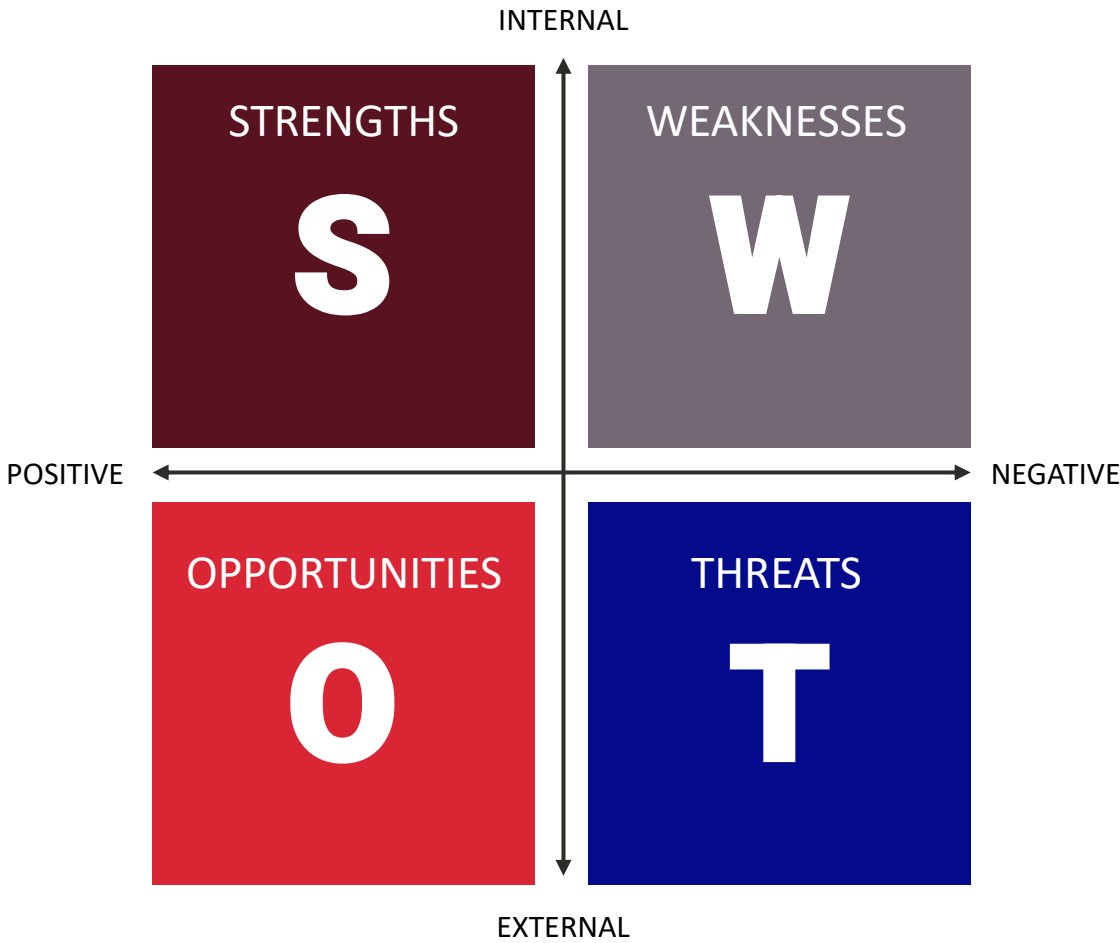 INTERNAL
STRENGTHS
S
WEAKNESSES
W
POSITIVE
NEGATIVE
OPPORTUNITIES
O
THREATS
T
EXTERNAL